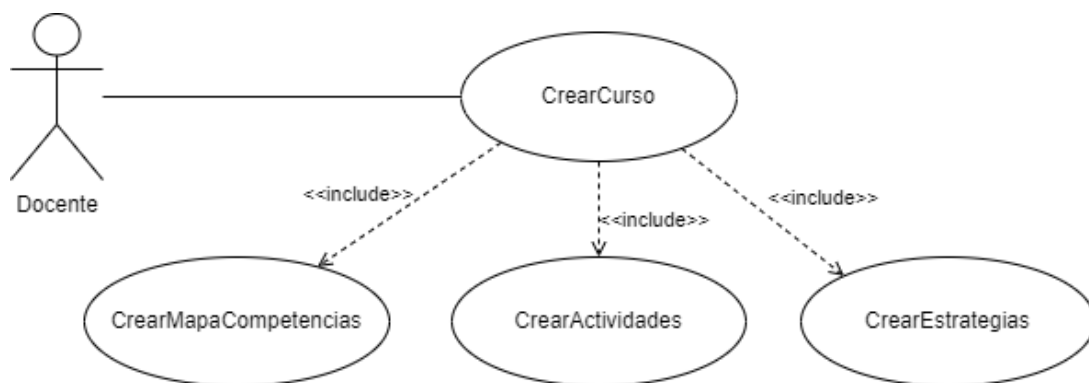 CrearCurso
Docente
<<include>>
<<include>>
<<include>>
CrearMapaCompetencias
CrearActividades
CrearEstrategias